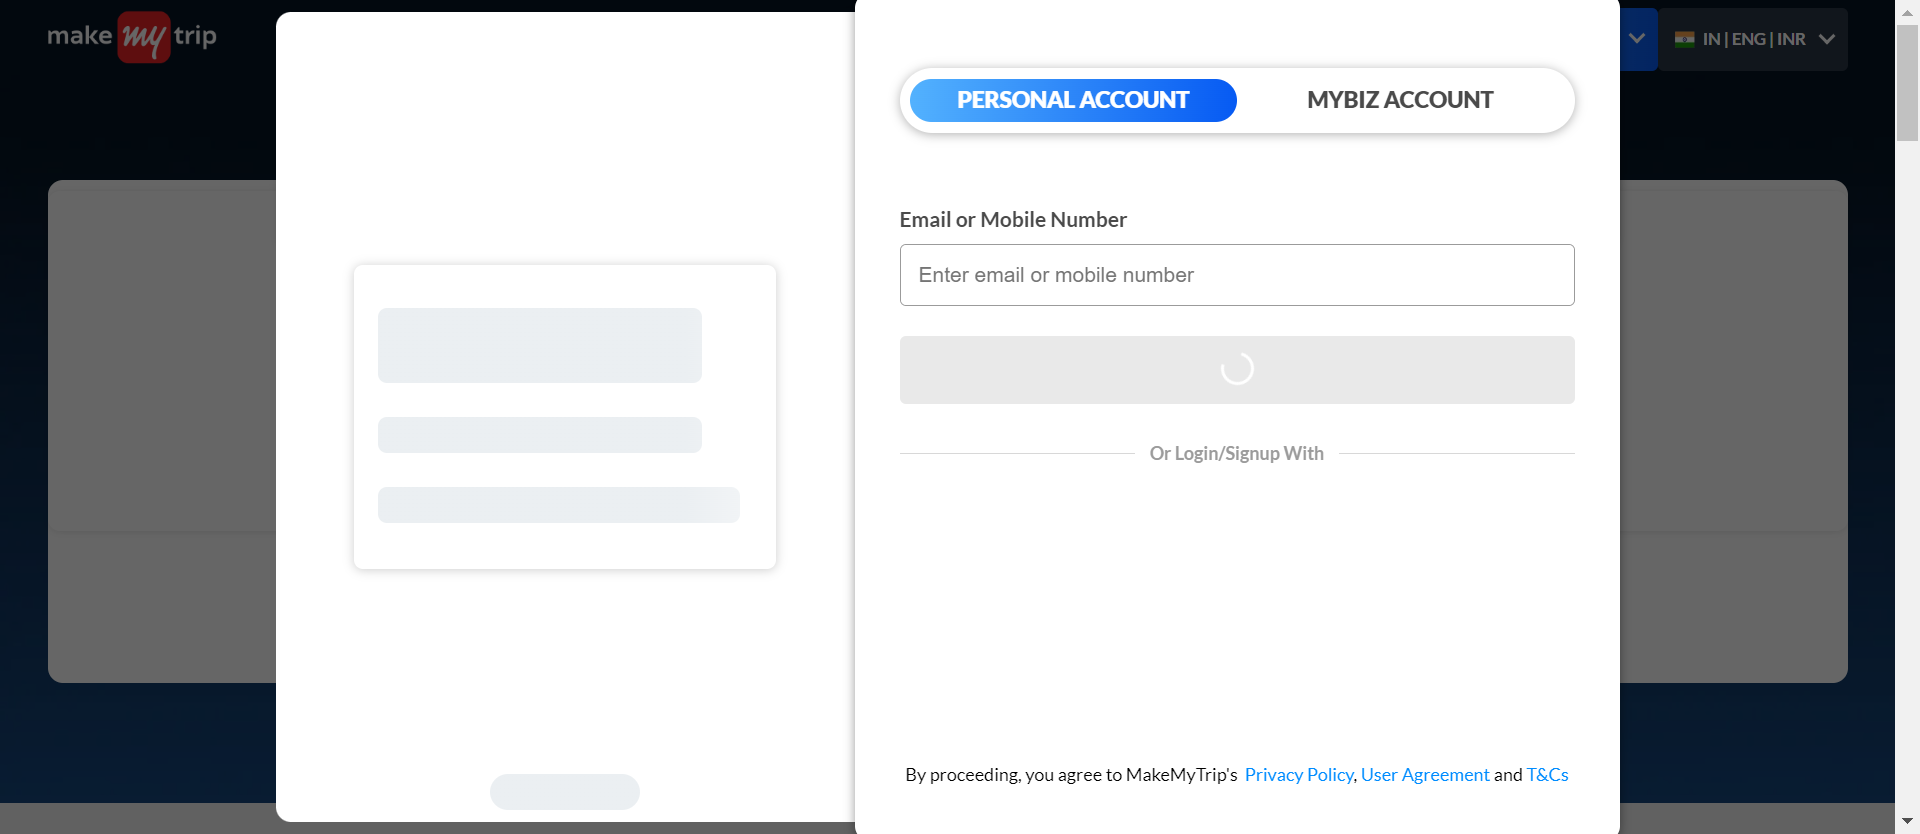 make my trip
IN | ENG | INR
PERSONAL ACCOUNT
MYBIZ ACCOUNT
Email or Mobile Number
Enter email or mobile number
Or Login/Signup With
By proceeding, you agree to MakeMyTrip's Privacy Policy, User Agreement and T&Cs